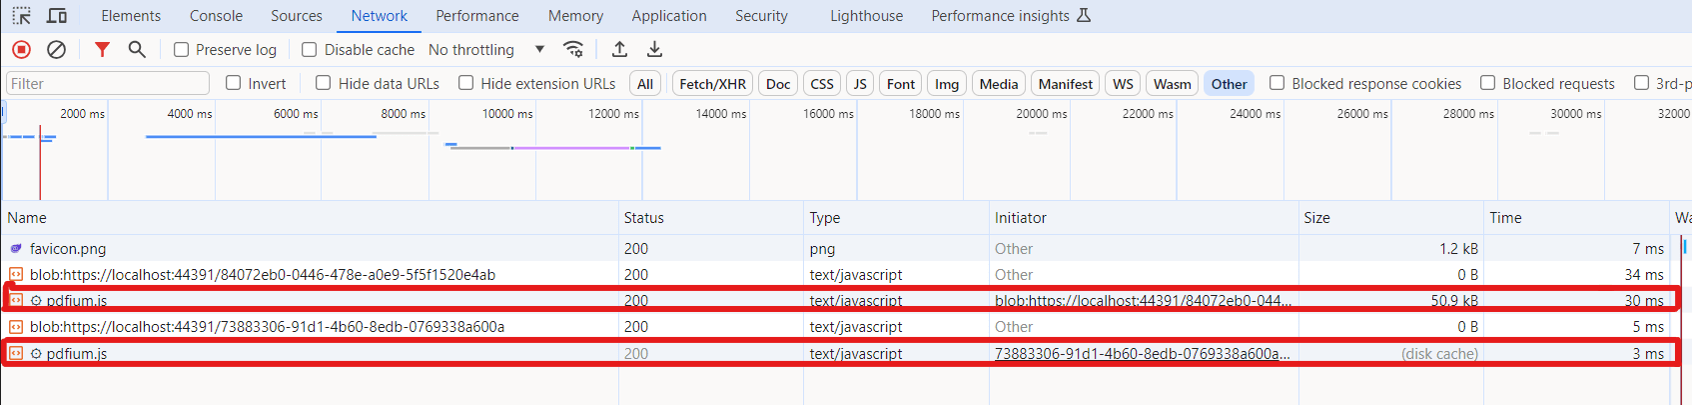 Elements Console Sources Network Performance Memory Application Security Lighthouse Performance insights
Preserve log Disable cache No throttling
Filter Invert Hide data URLs Hide extension URLs All Fetch/XHR Doc CSS JS Font Img Media Manifest WS Wasm Other Blocked response cookies Blocked requests 3rd-p
2000 ms 4000 ms 6000 ms 8000 ms 10000 ms 12000 ms 14000 ms 16000 ms 18000 ms 20000 ms 22000 ms 24000 ms 26000 ms 28000 ms 30000 ms 32000
Name Status Type Initiator Size Time Wa
favicon.png 200 png Other 1.2 kB 7 ms
blob:https://localhost:44391/84072eb0-0446-478e-a0e9-5f5f1520e4ab 200 text/javascript Other 0 B 34 ms
pdfium.js 200 text/javascript blob:https://localhost:44391/84072eb0-044... 50.9 kB 30 ms
blob:https://localhost:44391/73883306-91d1-4b60-8edb-0769338a600a 200 text/javascript Other 0 B 5 ms
pdfium.js 200 text/javascript 73883306-91d1-4b60-8edb-0769338a600a... (disk cache) 3 ms